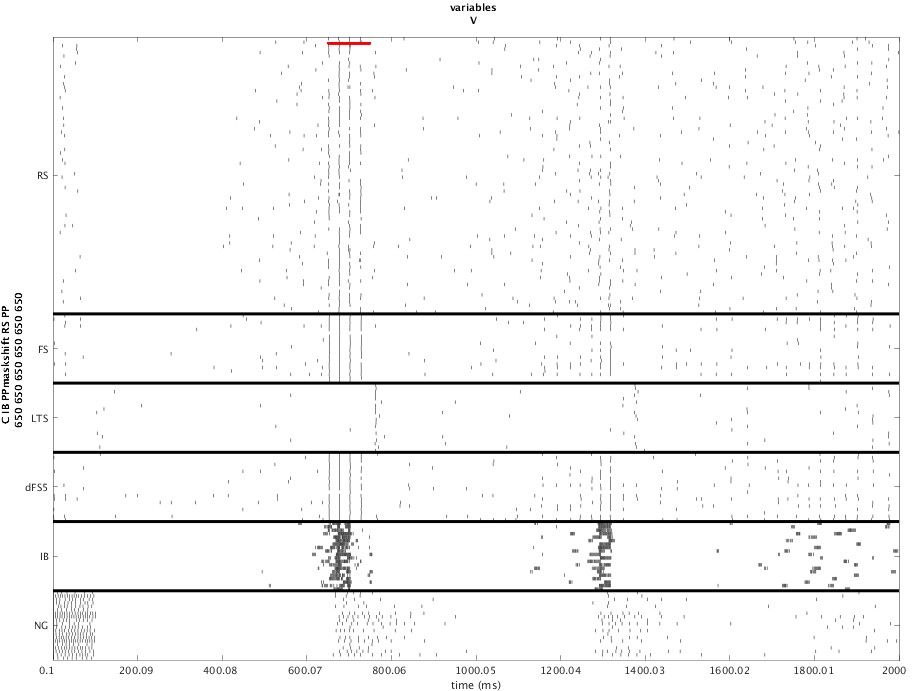 variables
V
RS
FS
LTS
dFS5
IB
NG
C IB PPmaskshift RS PP
650 650 650 650 650 650
0.1 200.09 400.08 600.07 800.06 1000.05 1200.04 1400.03 1600.02 1800.01 2000
time (ms)